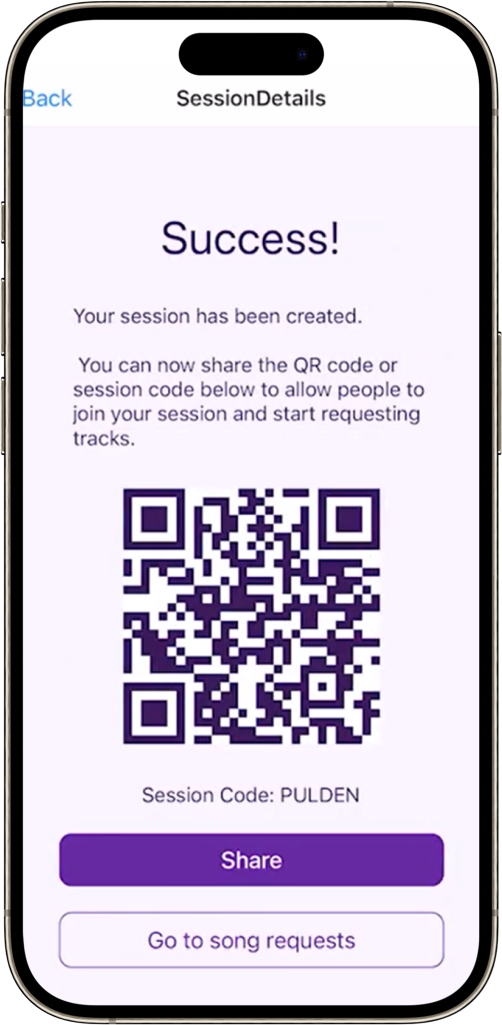 Back
SessionDetails
Success!
Your session has been created.
You can now share the QR code or
session code below to allow people to
join your session and start requesting
tracks.
Session Code: PULDEN
Share
Go to song requests